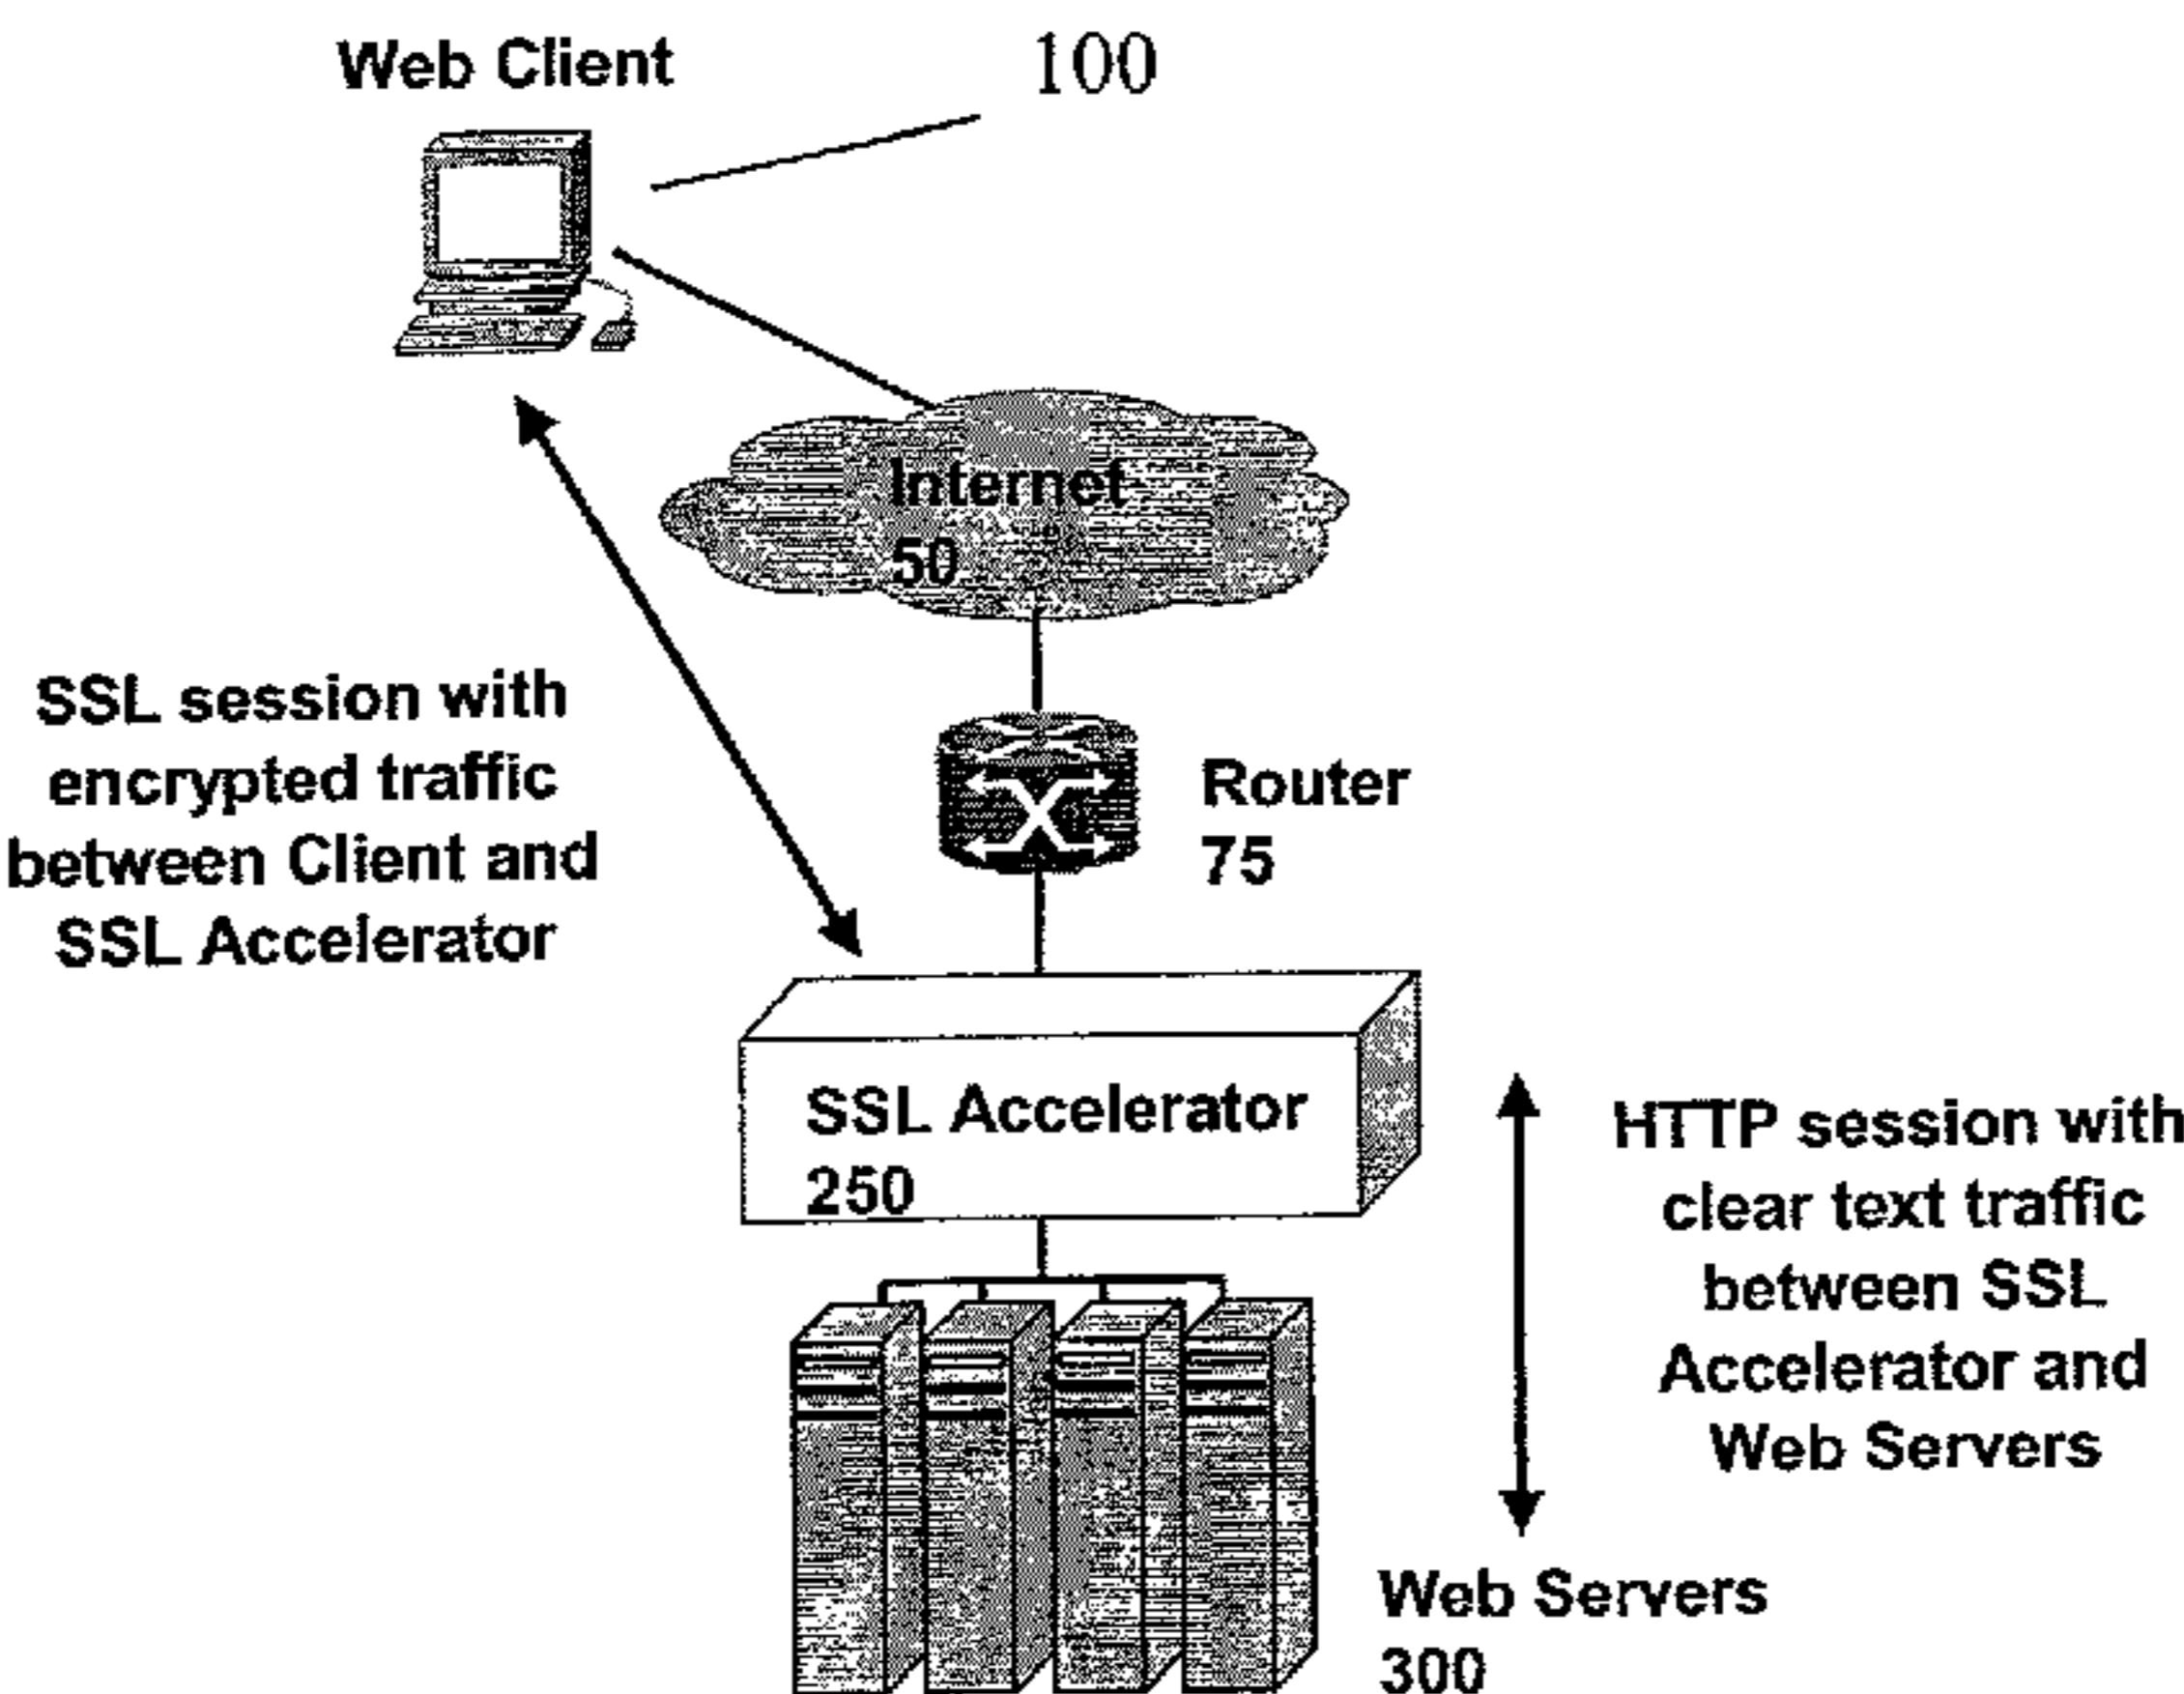 Web Client
100
Internet
50
SSL session with
encrypted traffic
between Client and
SSL Accelerator
Router
75
SSL Accelerator
250
HTTP session with
clear text traffic
between SSL
Accelerator and
Web Servers
Web Servers
300